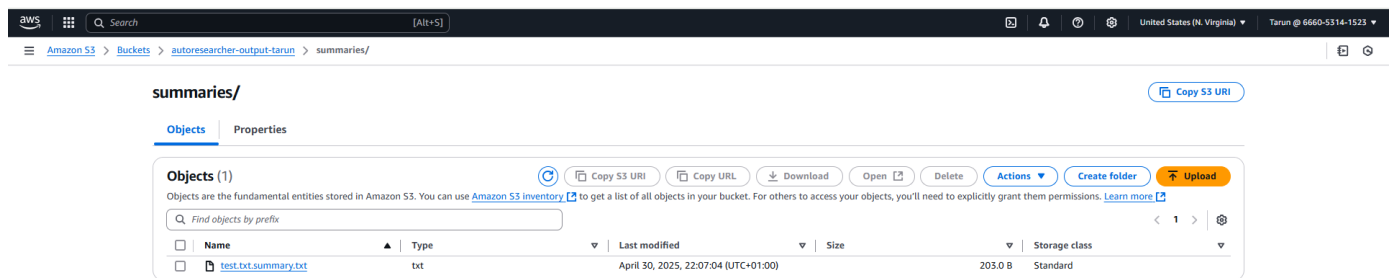 aws Search [Alt+S] United States (N. Virginia) Tarun @ 6660-5314-1523
Amazon S3 > Buckets > autoresearcher-output-tarun > summaries/
summaries/ Copy S3 URI
Objects Properties
Objects (1) Copy S3 URI Copy URL Download Open Delete Actions Create folder Upload
Objects are the fundamental entities stored in Amazon S3. You can use Amazon S3 inventory to get a list of all objects in your bucket. For others to access your objects, you'll need to explicitly grant them permissions. Learn more
Find objects by prefix < 1 >
Name Type Last modified Size Storage class
test.txt.summary.txt txt April 30, 2025, 22:07:04 (UTC+01:00) 203.0 B Standard